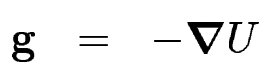 𝐠 = −𝛁U